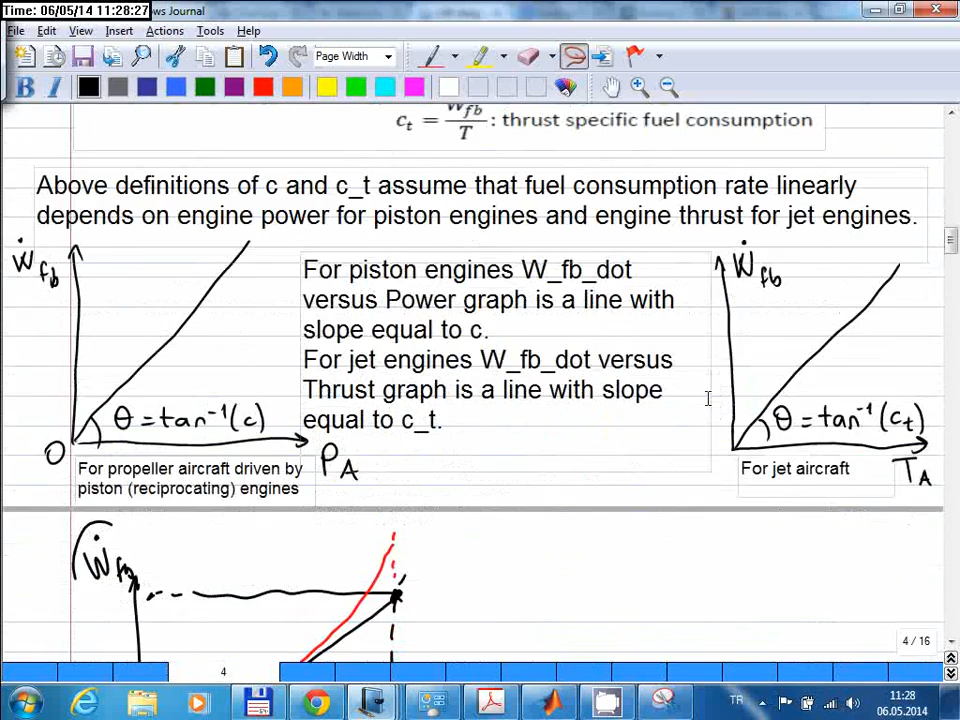 Time: 06/05/14 11:28:27
ws Journal
File Edit View Insert Actions Tools Help
Page Width
B I
c_t = Ẇ_fb / T : thrust specific fuel consumption
Above definitions of c and c_t assume that fuel consumption rate linearly
depends on engine power for piston engines and engine thrust for jet engines.
Ẇ_fb
For piston engines W_fb_dot
versus Power graph is a line with
slope equal to c.
For jet engines W_fb_dot versus
Thrust graph is a line with slope
equal to c_t.
Ẇ_fb
θ = tan⁻¹(c)
θ = tan⁻¹(c_t)
O
P_A
T_A
For propeller aircraft driven by
piston (reciprocating) engines
For jet aircraft
4 / 16
4
TR
11:28
06.05.2014